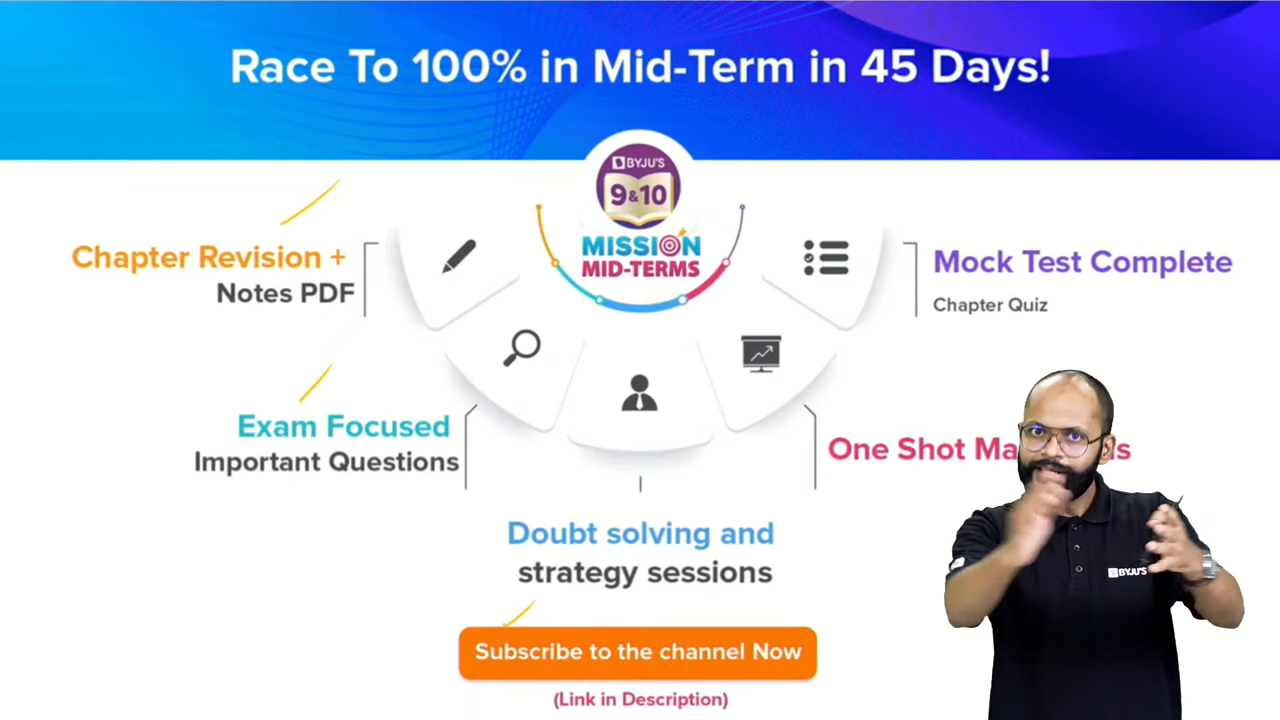 Race To 100% in Mid-Term in 45 Days!
BYJU'S
9&10
MISSION
MID-TERMS
Chapter Revision +
Notes PDF
Mock Test Complete
Chapter Quiz
Exam Focused
Important Questions
One Shot
Doubt solving and
strategy sessions
BYJU'S
Subscribe to the channel Now
(Link in Description)